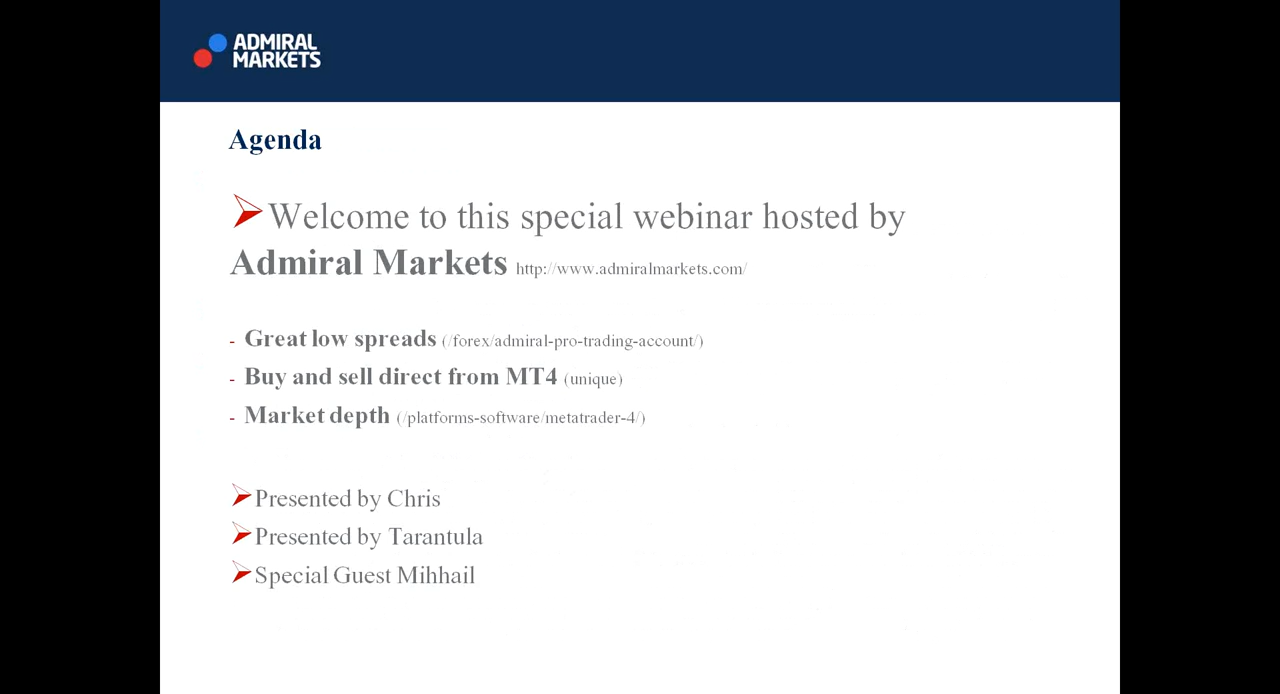 ADMIRAL
MARKETS
Agenda
Welcome to this special webinar hosted by
Admiral Markets http://www.admiralmarkets.com/
- Great low spreads (/forex/admiral-pro-trading-account/)
- Buy and sell direct from MT4 (unique)
- Market depth (/platforms-software/metatrader-4/)
Presented by Chris
Presented by Tarantula
Special Guest Mihhail